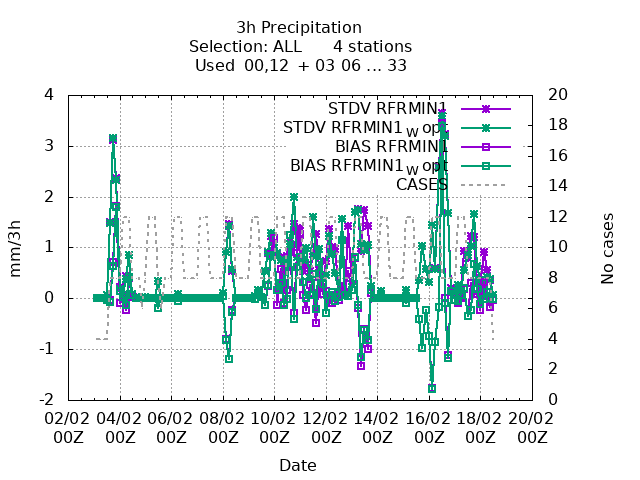 3h Precipitation
Selection: ALL 4 stations
Used 00,12 + 03 06 ... 33
4
3
2
1
0
-1
-2
20
18
16
14
12
10
8
6
4
2
0
STDV RFRMIN1
STDV RFRMIN1_w opt
BIAS RFRMIN1
BIAS RFRMIN1_w opt
CASES
mm/3h
No cases
02/02 04/02 06/02 08/02 10/02 12/02 14/02 16/02 18/02 20/02
00Z 00Z 00Z 00Z 00Z 00Z 00Z 00Z 00Z 00Z
Date